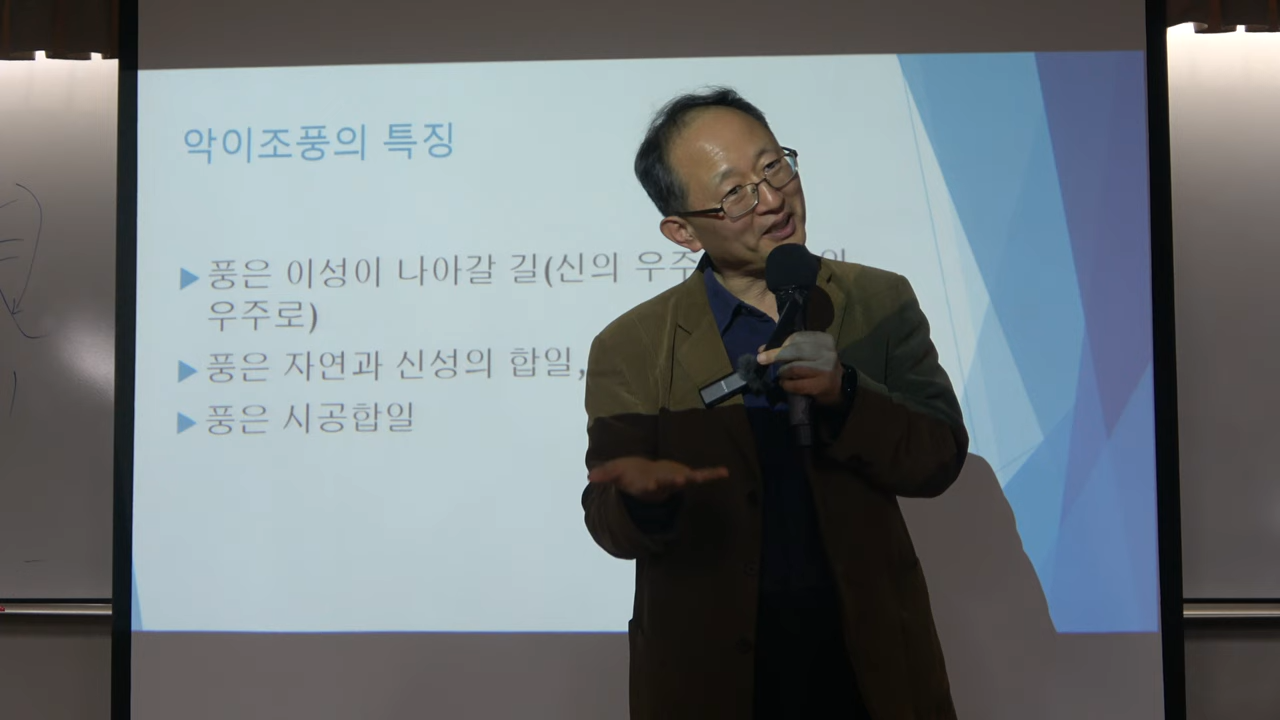 악이조풍의 특징
풍은 이성이 나아갈 길(신의 우주
우주로)
풍은 자연과 신성의 합일,
풍은 시공합일